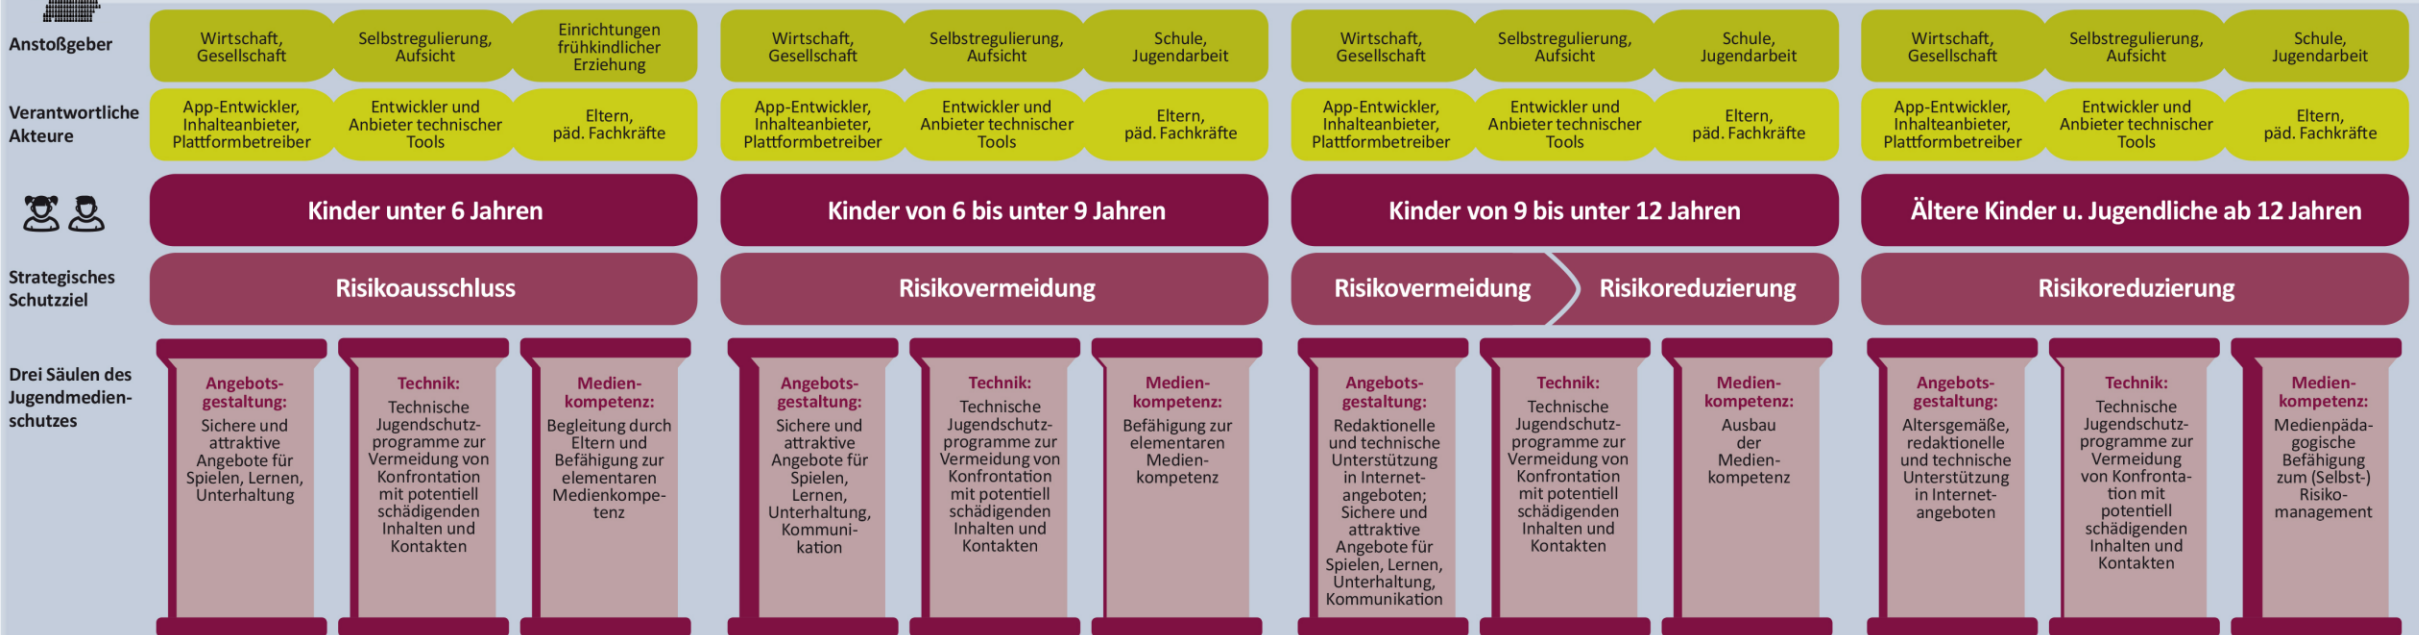 Anstoßgeber
Wirtschaft,
Gesellschaft
Selbstregulierung,
Aufsicht
Einrichtungen
frühkindlicher
Erziehung
Wirtschaft,
Gesellschaft
Selbstregulierung,
Aufsicht
Schule,
Jugendarbeit
Wirtschaft,
Gesellschaft
Selbstregulierung,
Aufsicht
Schule,
Jugendarbeit
Wirtschaft,
Gesellschaft
Selbstregulierung,
Aufsicht
Schule,
Jugendarbeit
Verantwortliche
Akteure
App-Entwickler,
Inhalteanbieter,
Plattformbetreiber
Entwickler und
Anbieter technischer
Tools
Eltern,
päd. Fachkräfte
App-Entwickler,
Inhalteanbieter,
Plattformbetreiber
Entwickler und
Anbieter technischer
Tools
Eltern,
päd. Fachkräfte
App-Entwickler,
Inhalteanbieter,
Plattformbetreiber
Entwickler und
Anbieter technischer
Tools
Eltern,
päd. Fachkräfte
App-Entwickler,
Inhalteanbieter,
Plattformbetreiber
Entwickler und
Anbieter technischer
Tools
Eltern,
päd. Fachkräfte
Kinder unter 6 Jahren
Kinder von 6 bis unter 9 Jahren
Kinder von 9 bis unter 12 Jahren
Ältere Kinder u. Jugendliche ab 12 Jahren
Strategisches
Schutzziel
Risikoausschluss
Risikovermeidung
Risikovermeidung
Risikoreduzierung
Risikoreduzierung
Drei Säulen des
Jugendmedien-
schutzes
Angebots-
gestaltung:
Sichere und
attraktive
Angebote für
Spielen, Lernen,
Unterhaltung
Technik:
Technische
Jugendschutz-
programme zur
Vermeidung von
Konfrontation
mit potentiell
schädigenden
Inhalten und
Kontakten
Medien-
kompetenz:
Begleitung durch
Eltern und
Befähigung zur
elementaren
Medienkompe-
tenz
Angebots-
gestaltung:
Sichere und
attraktive
Angebote für
Spielen,
Lernen,
Unterhaltung,
Kommuni-
kation
Technik:
Technische
Jugendschutz-
programme zur
Vermeidung von
Konfrontation
mit potentiell
schädigenden
Inhalten und
Kontakten
Medien-
kompetenz:
Befähigung zur
elementaren
Medien-
kompetenz
Angebots-
gestaltung:
Redaktionelle
und technische
Unterstützung
in Internet-
angeboten;
Sichere und
attraktive
Angebote für
Spielen, Lernen,
Unterhaltung,
Kommunikation
Technik:
Technische
Jugendschutz-
programme zur
Vermeidung von
Konfrontation
mit potentiell
schädigenden
Inhalten und
Kontakten
Medien-
kompetenz:
Ausbau
der
Medien-
kompetenz
Angebots-
gestaltung:
Altersgemäße,
redaktionelle
und technische
Unterstützung
in Internet-
angeboten
Technik:
Technische
Jugendschutz-
programme zur
Vermeidung
von Konfronta-
tion mit
potentiell
schädigenden
Inhalten und
Kontakten
Medien-
kompetenz:
Medienpäda-
gogische
Befähigung
zum (Selbst-)
Risiko-
management